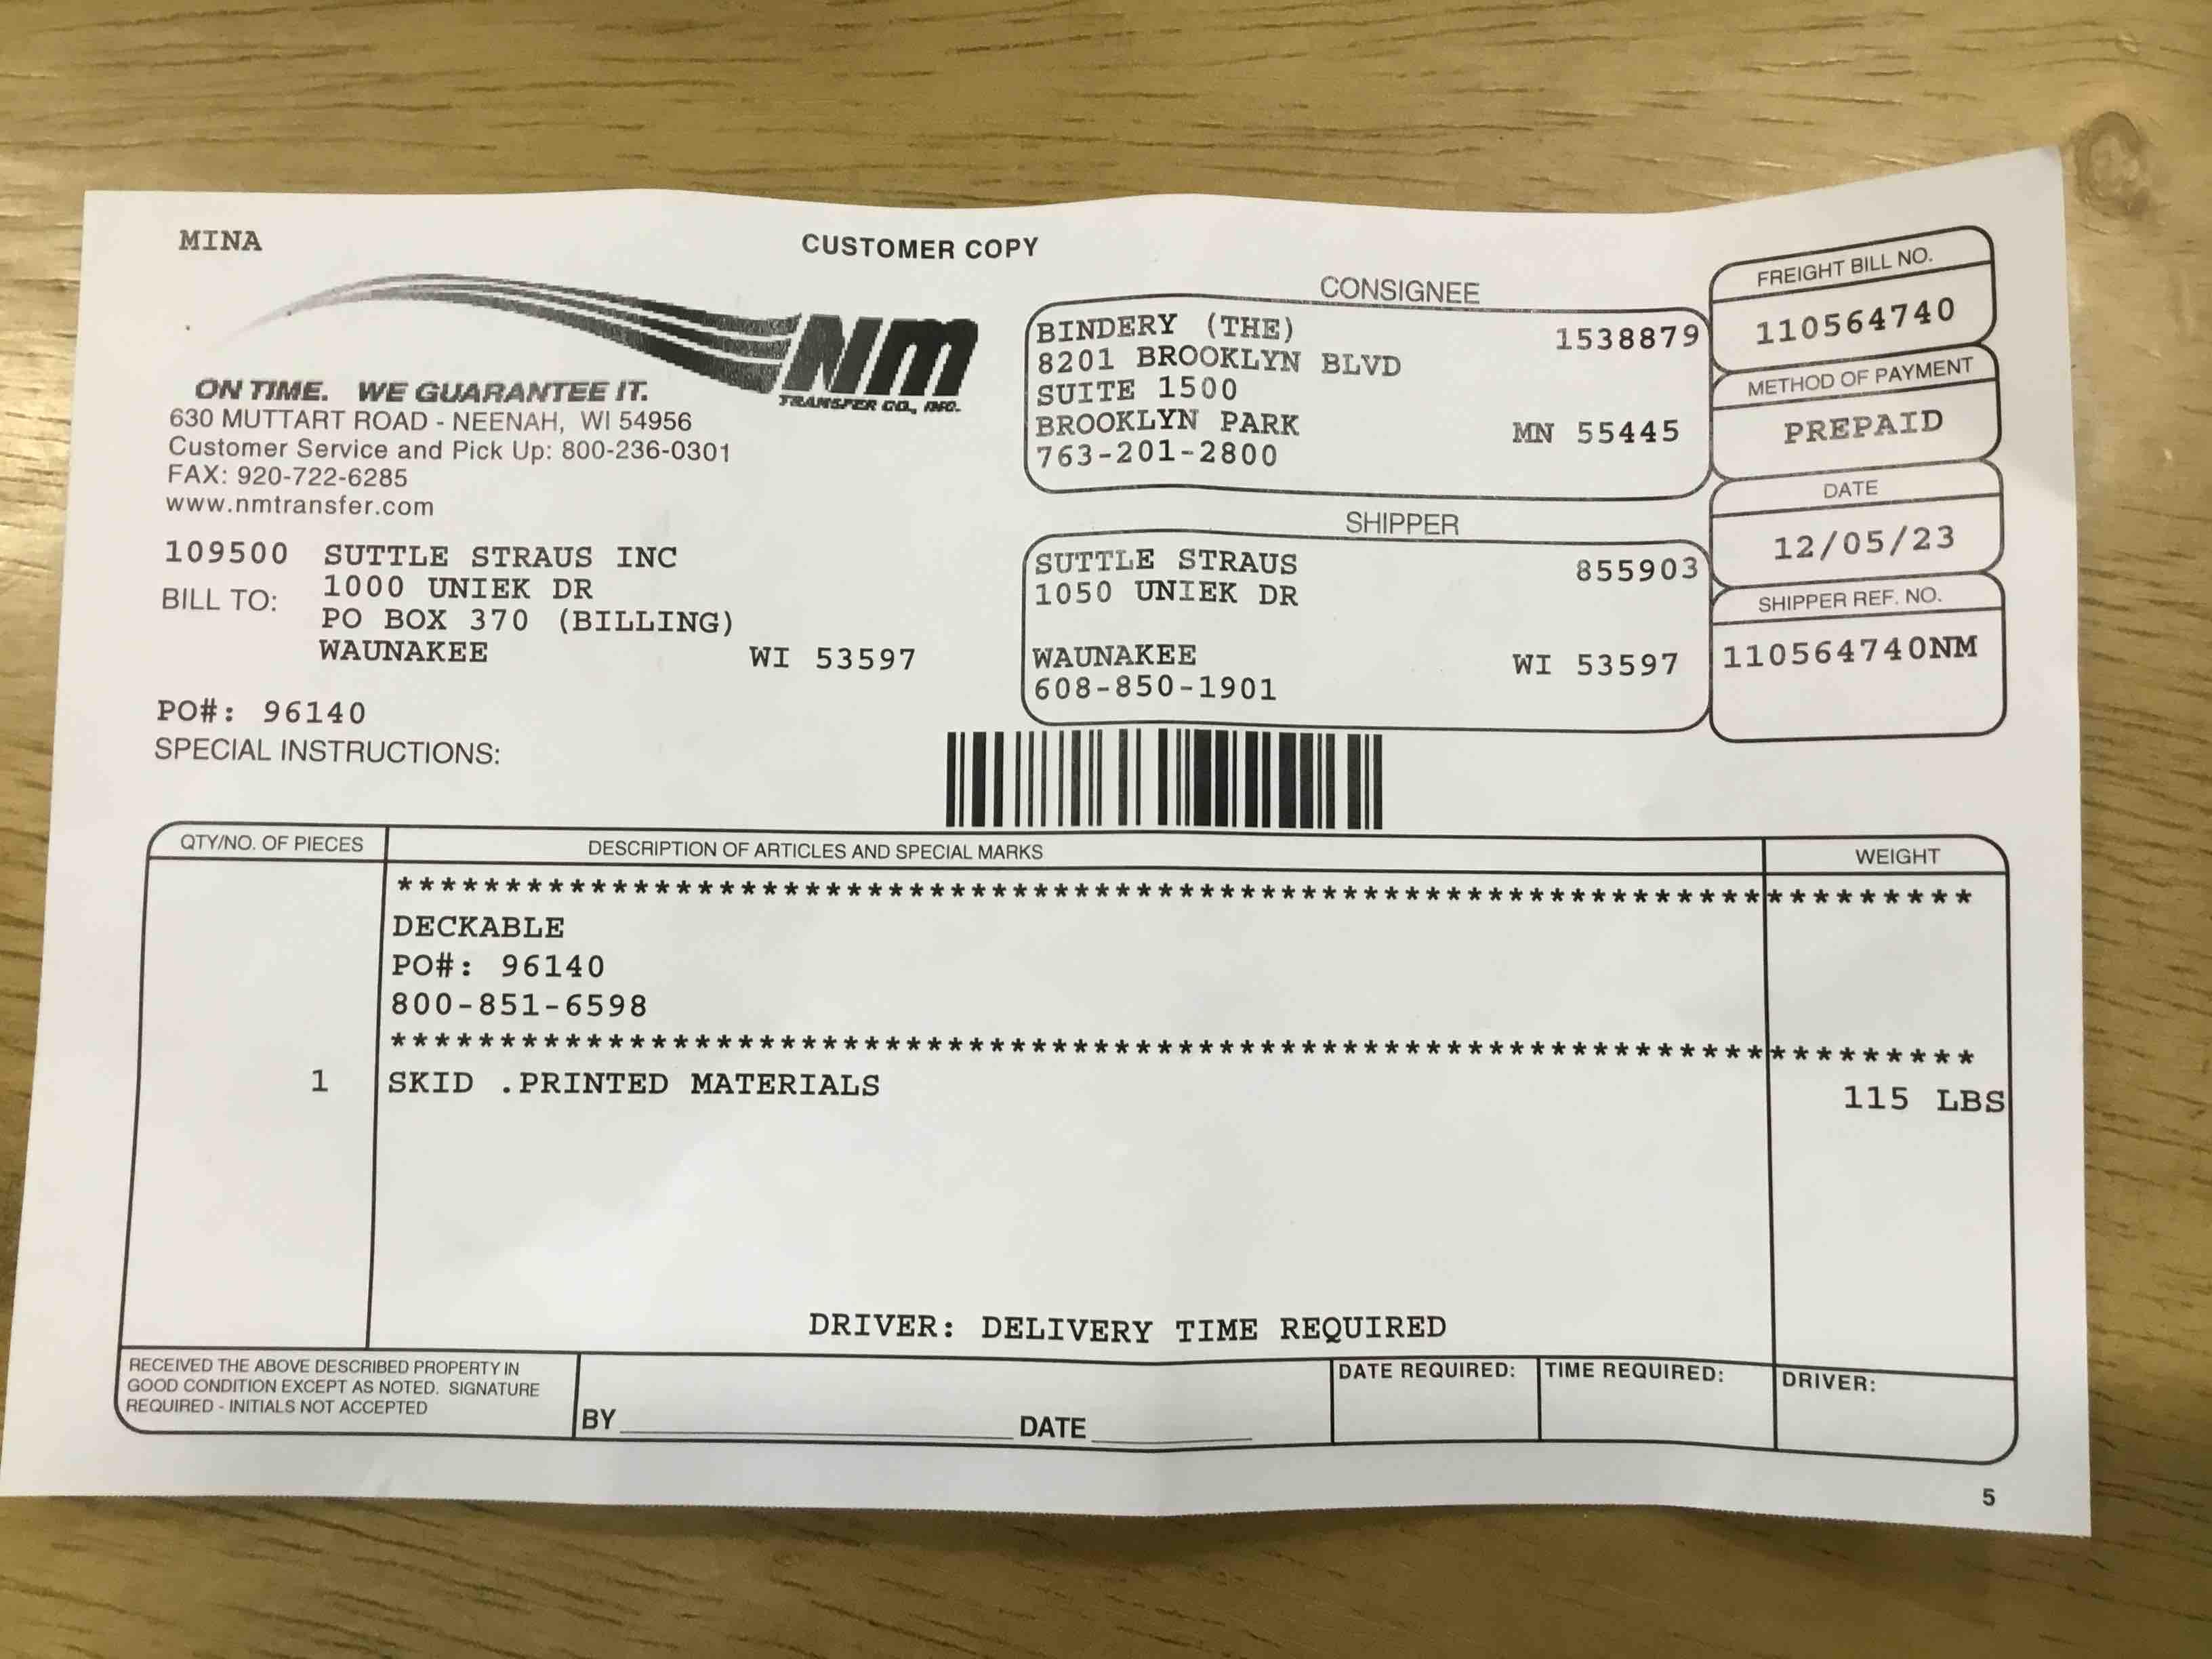 MINA
CUSTOMER COPY
NM
TRANSFER CO., INC.
ON TIME. WE GUARANTEE IT.
630 MUTTART ROAD - NEENAH, WI 54956
Customer Service and Pick Up: 800-236-0301
FAX: 920-722-6285
www.nmtransfer.com
109500 SUTTLE STRAUS INC
BILL TO: 1000 UNIEK DR
PO BOX 370 (BILLING)
WAUNAKEE WI 53597
PO#: 96140
SPECIAL INSTRUCTIONS:
CONSIGNEE
BINDERY (THE) 1538879
8201 BROOKLYN BLVD
SUITE 1500
BROOKLYN PARK MN 55445
763-201-2800
SHIPPER
SUTTLE STRAUS 855903
1050 UNIEK DR
WAUNAKEE WI 53597
608-850-1901
FREIGHT BILL NO.
110564740
METHOD OF PAYMENT
PREPAID
DATE
12/05/23
SHIPPER REF. NO.
110564740NM
QTY/NO. OF PIECES DESCRIPTION OF ARTICLES AND SPECIAL MARKS WEIGHT
***************************************************************************
DECKABLE
PO#: 96140
800-851-6598
***************************************************************************
1 SKID .PRINTED MATERIALS 115 LBS
DRIVER: DELIVERY TIME REQUIRED
RECEIVED THE ABOVE DESCRIBED PROPERTY IN
GOOD CONDITION EXCEPT AS NOTED. SIGNATURE
REQUIRED - INITIALS NOT ACCEPTED
BY DATE
DATE REQUIRED: TIME REQUIRED: DRIVER:
5